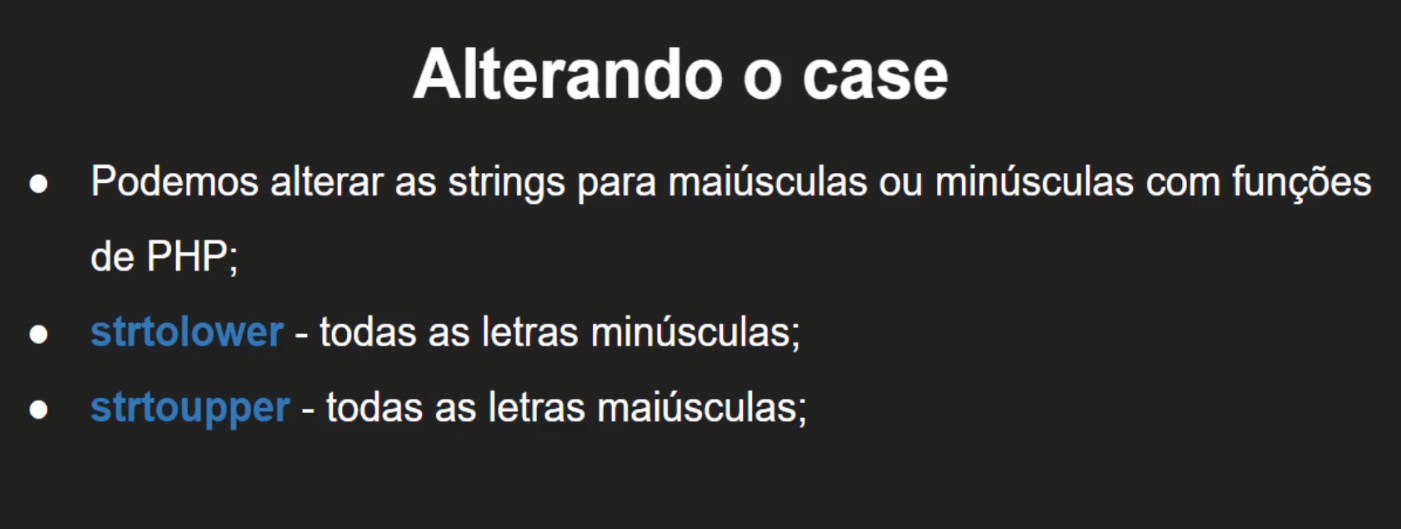 Alterando o case
● Podemos alterar as strings para maiúsculas ou minúsculas com funções
de PHP;
● strtolower - todas as letras minúsculas;
● strtoupper - todas as letras maiúsculas;